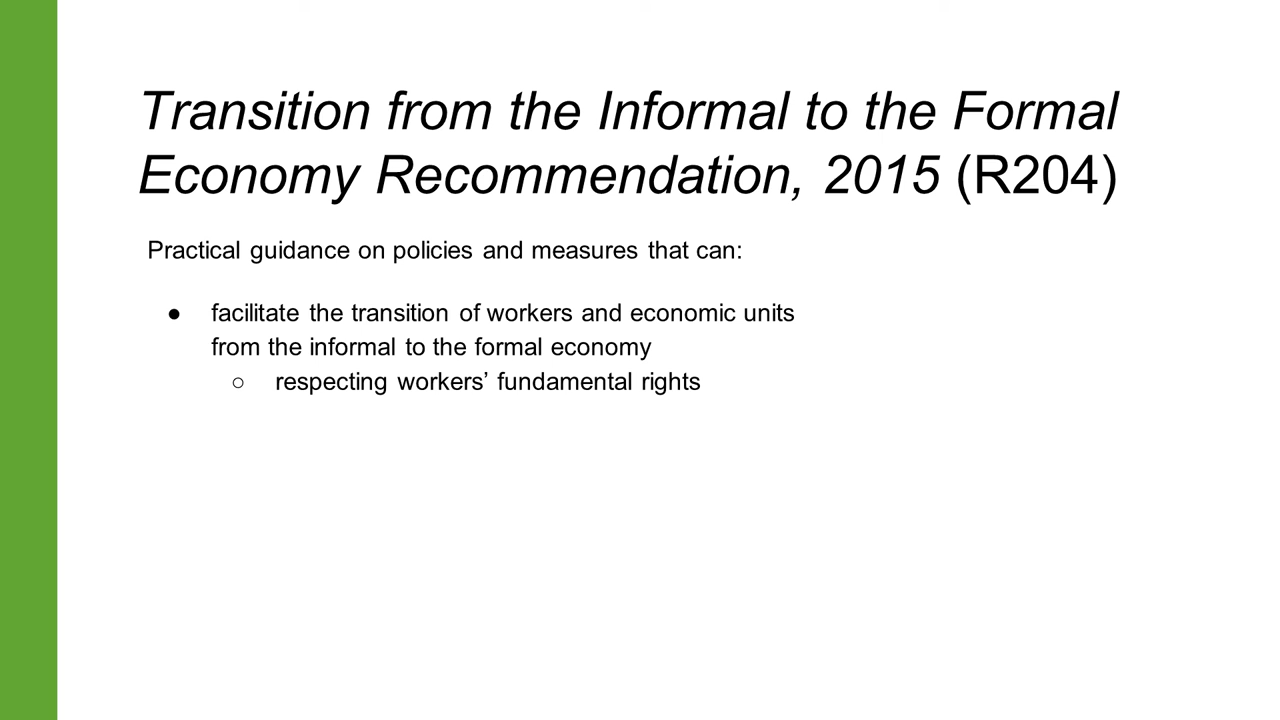 Transition from the Informal to the Formal
Economy Recommendation, 2015 (R204)
Practical guidance on policies and measures that can:
● facilitate the transition of workers and economic units
from the informal to the formal economy
○ respecting workers’ fundamental rights